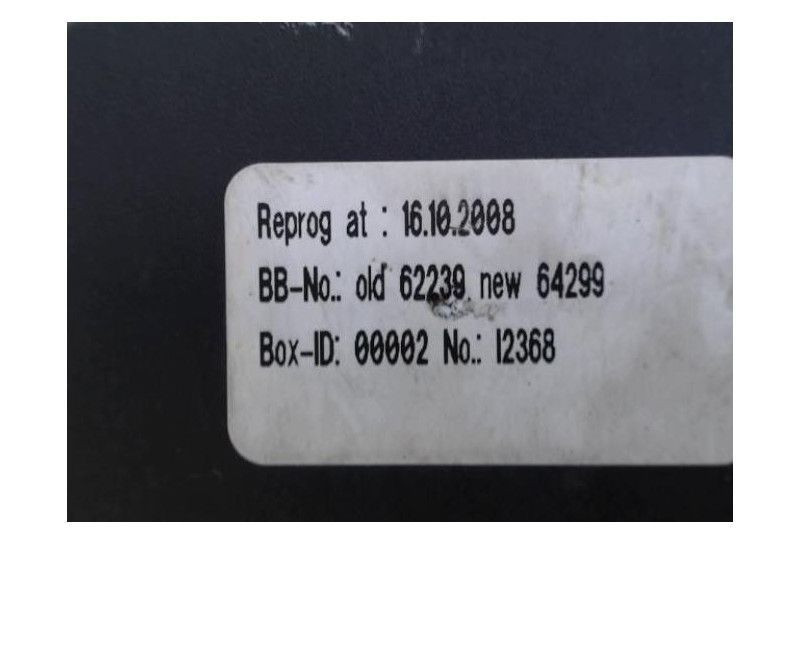 Reprog at : 16.10.2008
BB-No.: old 62239 new 64299
Box-ID: 00002 No.: 12368